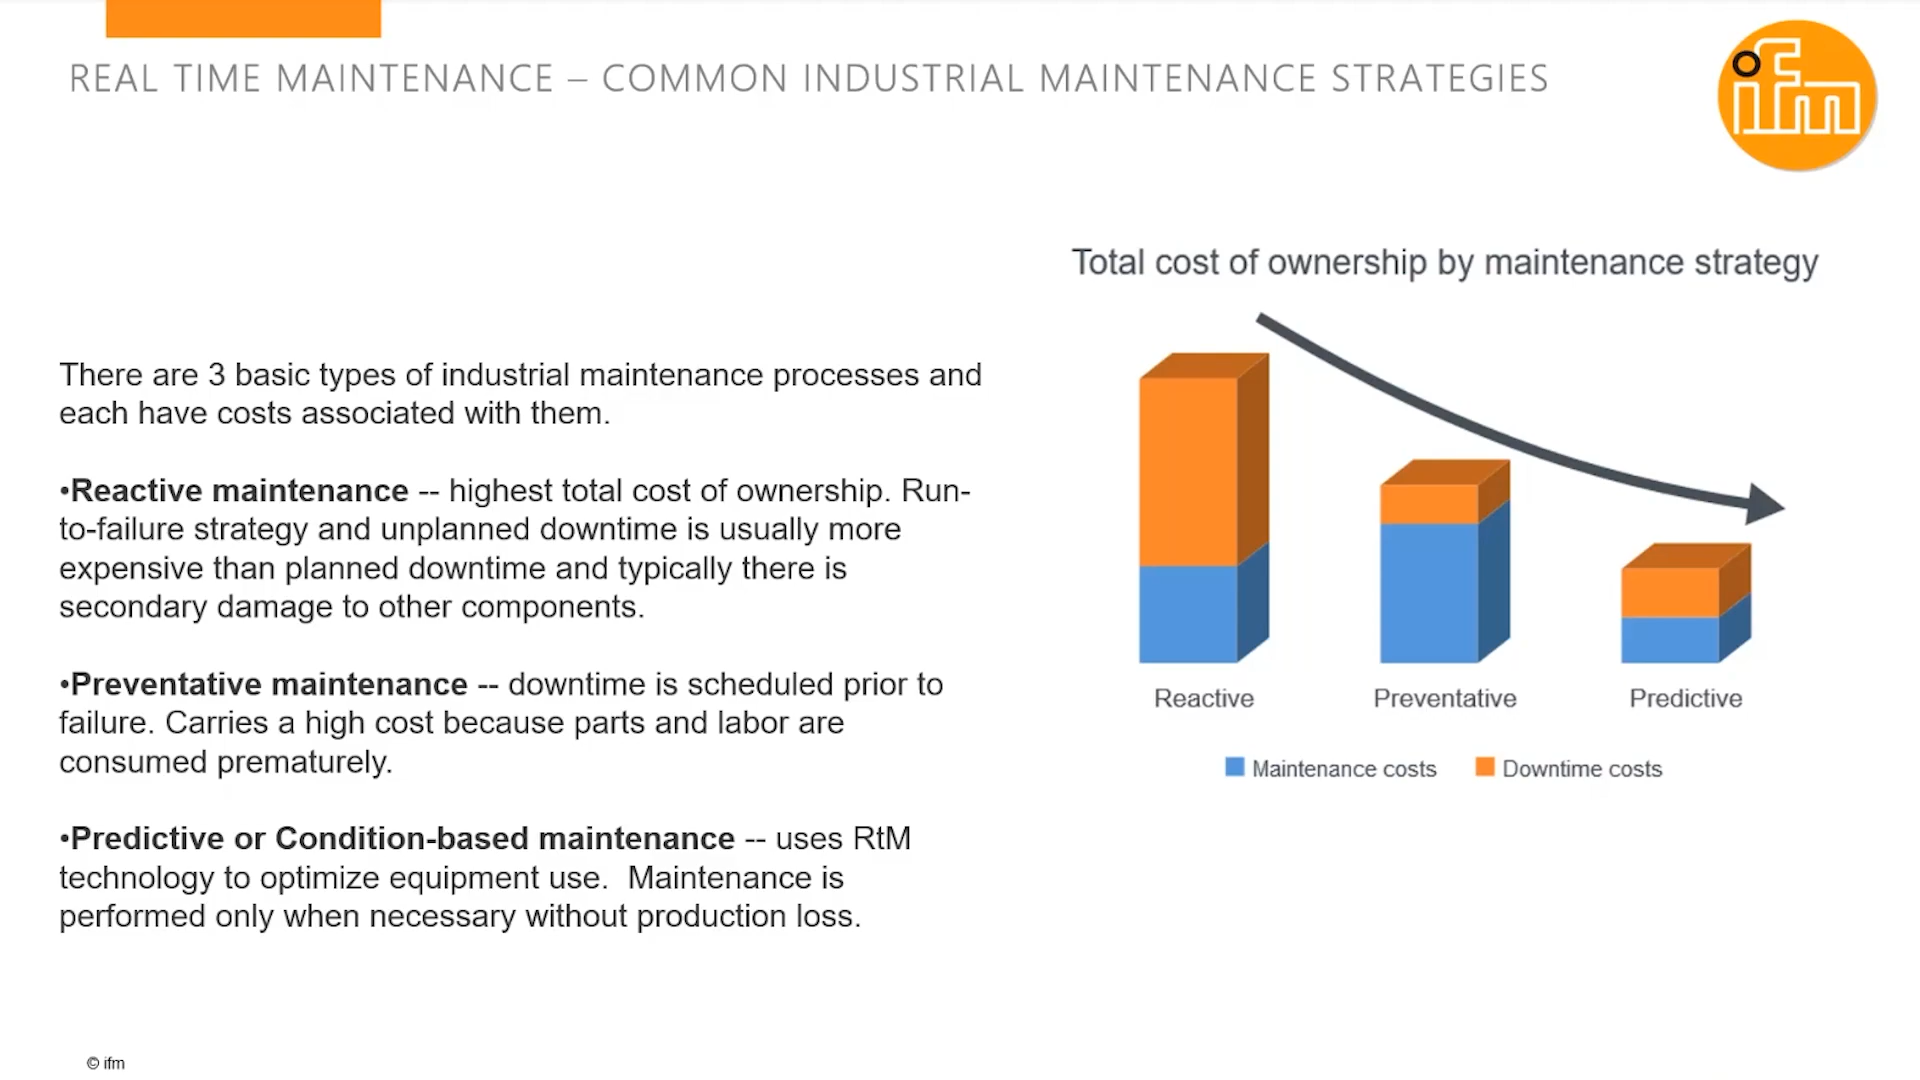 REAL TIME MAINTENANCE – COMMON INDUSTRIAL MAINTENANCE STRATEGIES
ifm
There are 3 basic types of industrial maintenance processes and
each have costs associated with them.
•Reactive maintenance -- highest total cost of ownership. Run-
to-failure strategy and unplanned downtime is usually more
expensive than planned downtime and typically there is
secondary damage to other components.
•Preventative maintenance -- downtime is scheduled prior to
failure. Carries a high cost because parts and labor are
consumed prematurely.
•Predictive or Condition-based maintenance -- uses RtM
technology to optimize equipment use.  Maintenance is
performed only when necessary without production loss.
Total cost of ownership by maintenance strategy
Reactive Preventative Predictive
Maintenance costs Downtime costs
© ifm